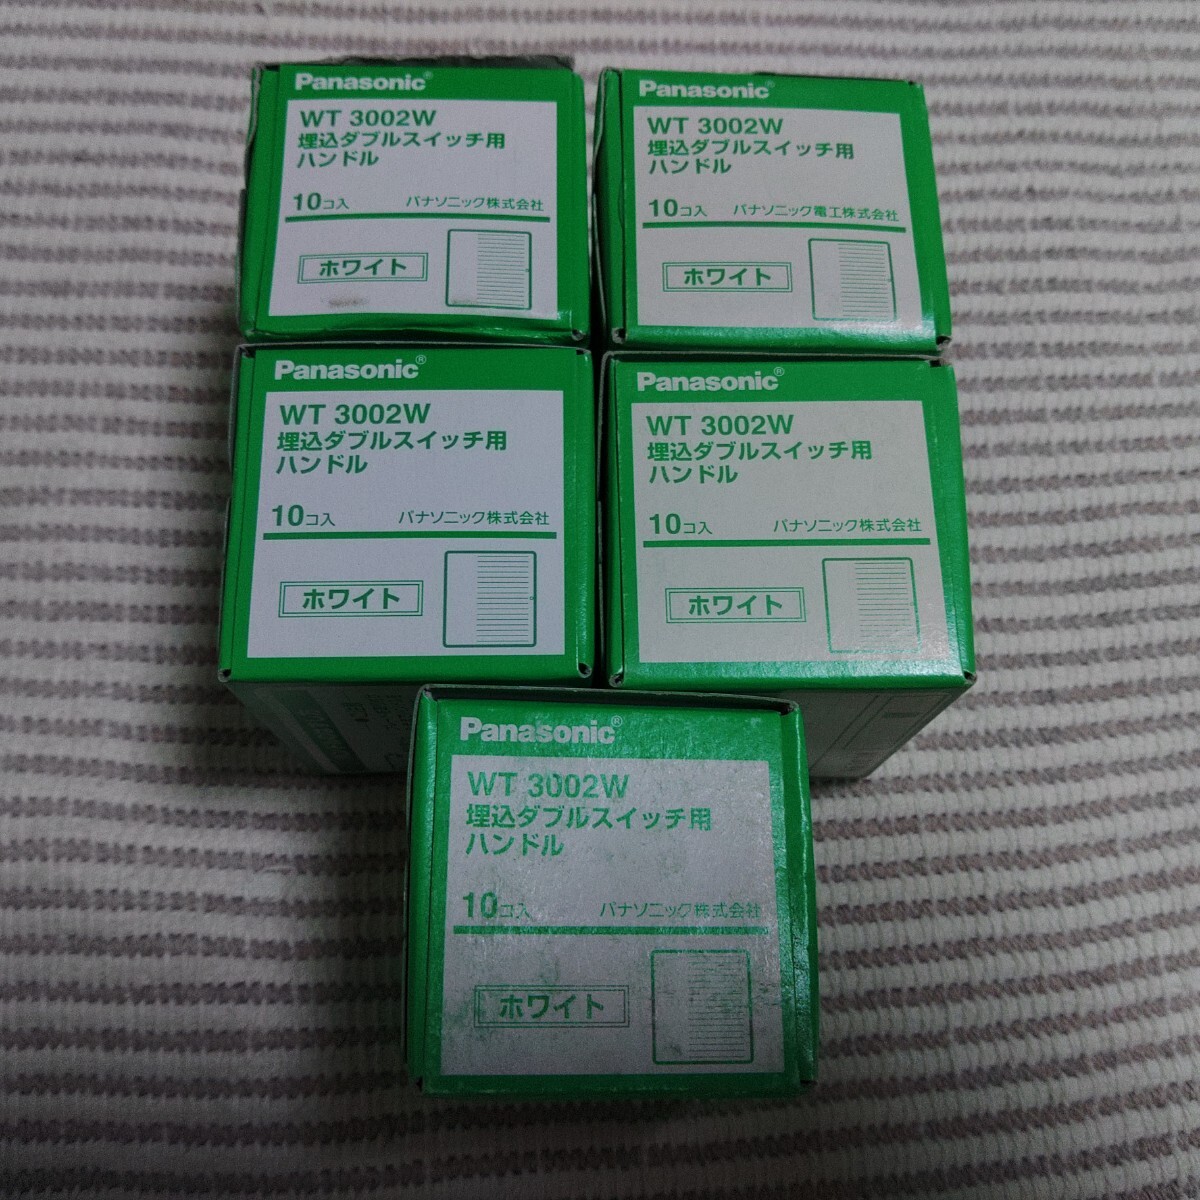 Panasonic®
WT 3002W
埋込ダブルスイッチ用
ハンドル
10コ入 パナソニック株式会社
ホワイト
Panasonic®
WT 3002W
埋込ダブルスイッチ用
ハンドル
10コ入 パナソニック電工株式会社
ホワイト
Panasonic®
WT 3002W
埋込ダブルスイッチ用
ハンドル
10コ入 パナソニック株式会社
ホワイト
Panasonic®
WT 3002W
埋込ダブルスイッチ用
ハンドル
10コ入 パナソニック株式会社
ホワイト
Panasonic®
WT 3002W
埋込ダブルスイッチ用
ハンドル
10コ入 パナソニック株式会社
ホワイト